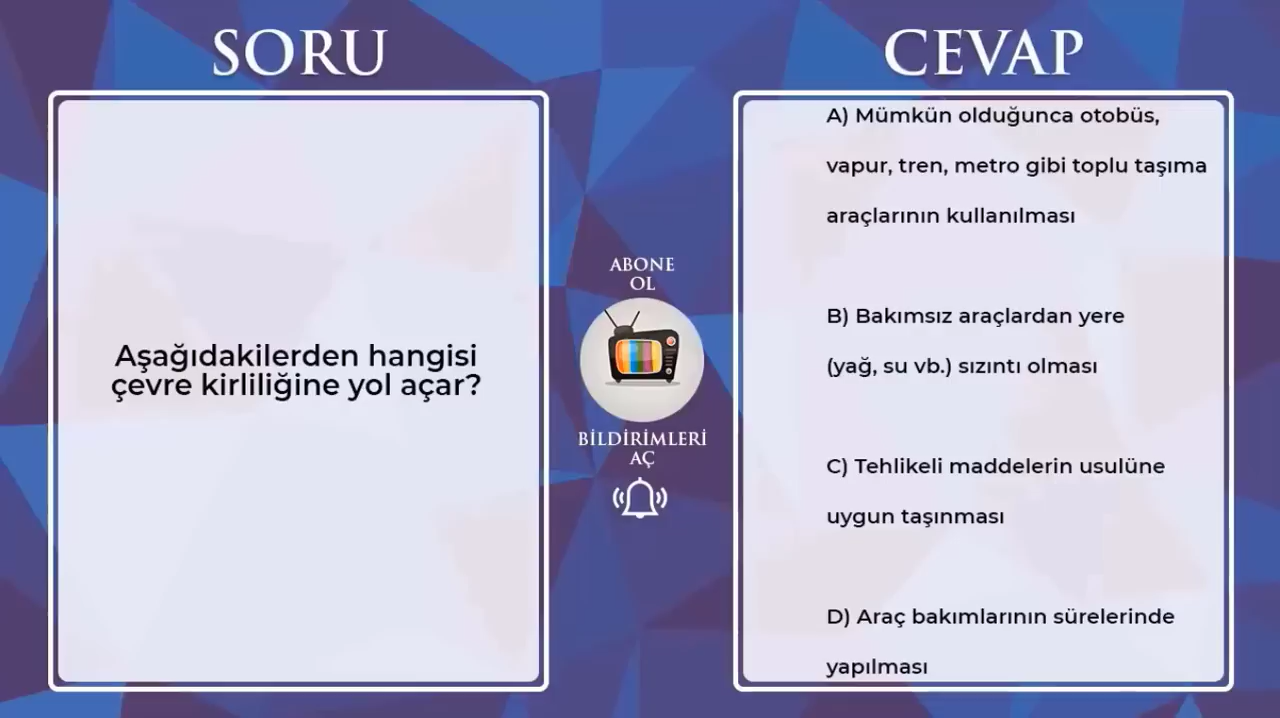 SORU
Aşağıdakilerden hangisi
çevre kirliliğine yol açar?
ABONE
OL
BİLDİRİMLERİ
AÇ
CEVAP
A) Mümkün olduğunca otobüs,
vapur, tren, metro gibi toplu taşıma
araçlarının kullanılması
B) Bakımsız araçlardan yere
(yağ, su vb.) sızıntı olması
C) Tehlikeli maddelerin usulüne
uygun taşınması
D) Araç bakımlarının sürelerinde
yapılması